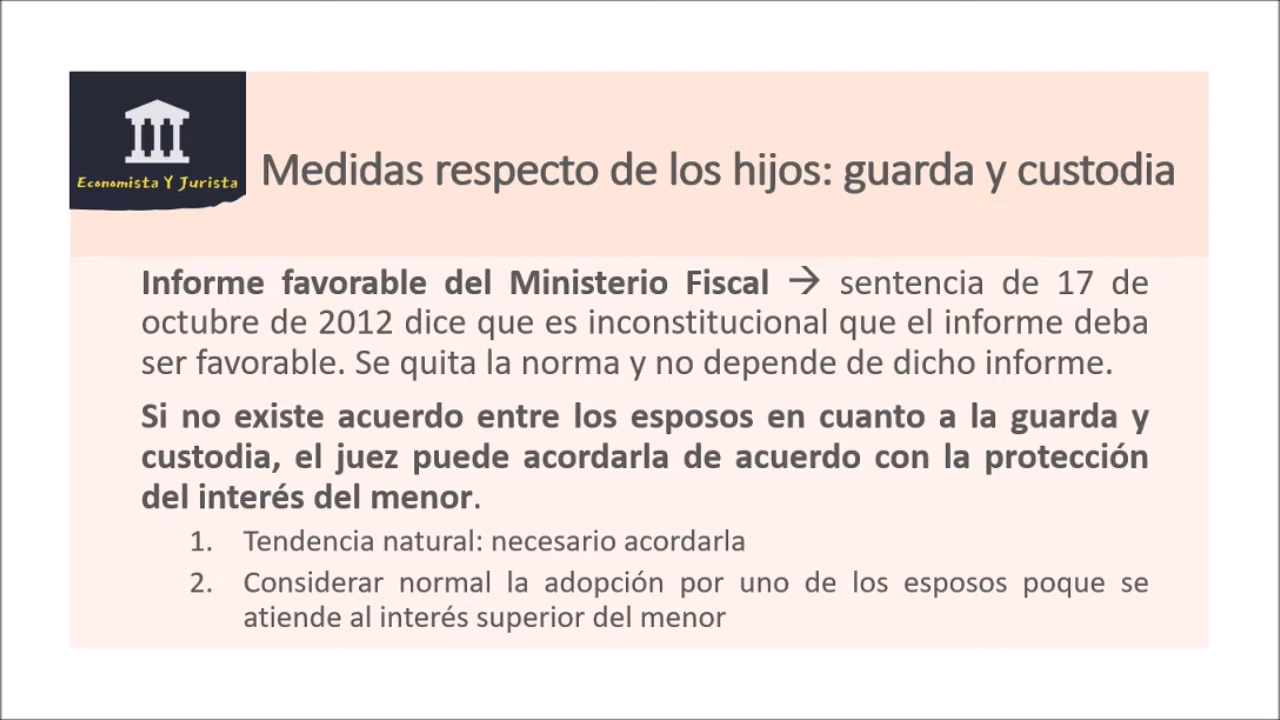 Economista Y Jurista
Medidas respecto de los hijos: guarda y custodia
Informe favorable del Ministerio Fiscal → sentencia de 17 de
octubre de 2012 dice que es inconstitucional que el informe deba
ser favorable. Se quita la norma y no depende de dicho informe.
Si no existe acuerdo entre los esposos en cuanto a la guarda y
custodia, el juez puede acordarla de acuerdo con la protección
del interés del menor.
1. Tendencia natural: necesario acordarla
2. Considerar normal la adopción por uno de los esposos poque se
atiende al interés superior del menor